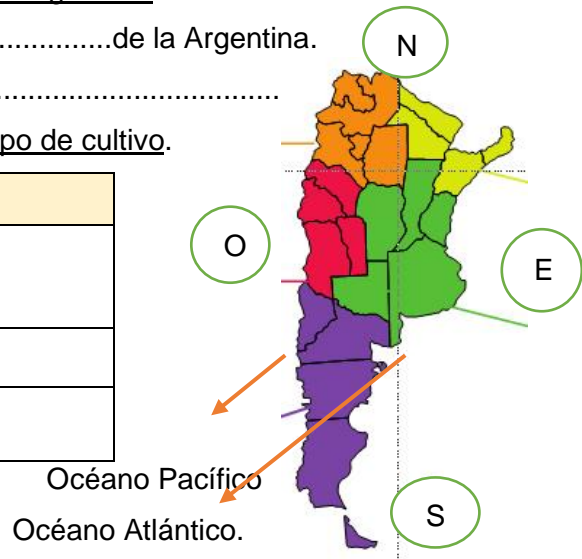 ..............de la Argentina.
N
..................................
po de cultivo.
O
E
Océano Pacífico
S
Océano Atlántico.